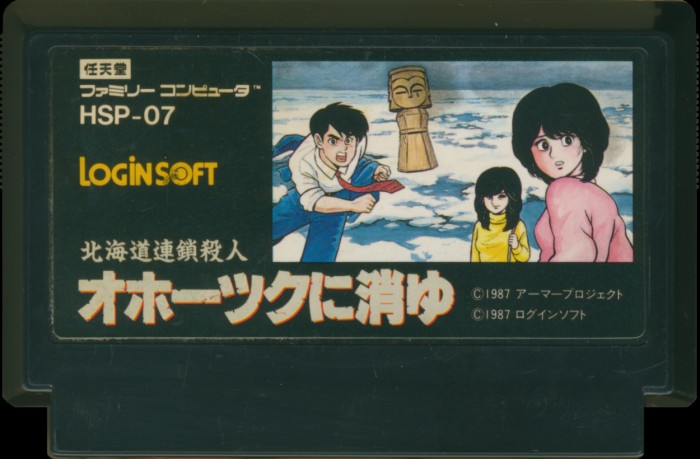 任天堂
ファミリー コンピュータ™
HSP-07
LOGiN SOFT
北海道連鎖殺人
オホーツクに消ゆ
©1987 アーマープロジェクト
©1987 ログインソフト